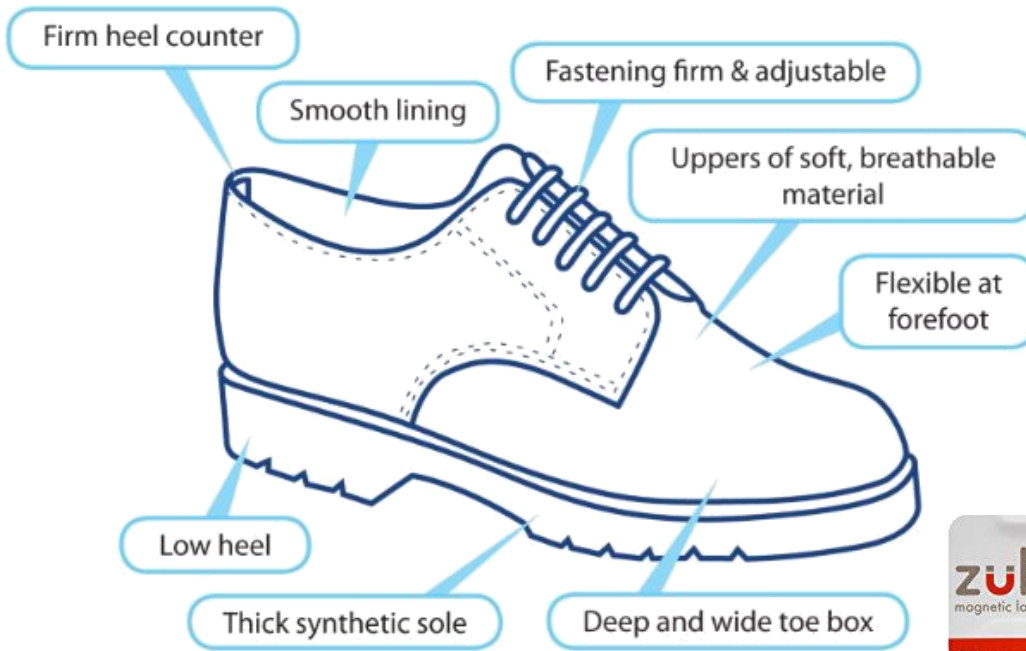 Firm heel counter
Smooth lining
Fastening firm & adjustable
Uppers of soft, breathable
material
Flexible at
forefoot
Low heel
Thick synthetic sole
Deep and wide toe box
magnetic